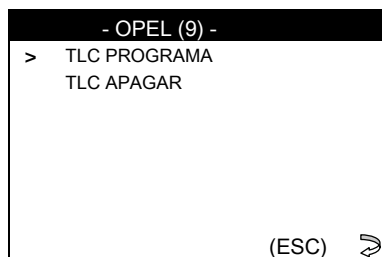 - OPEL (9) -
> TLC PROGRAMA
TLC APAGAR
(ESC)